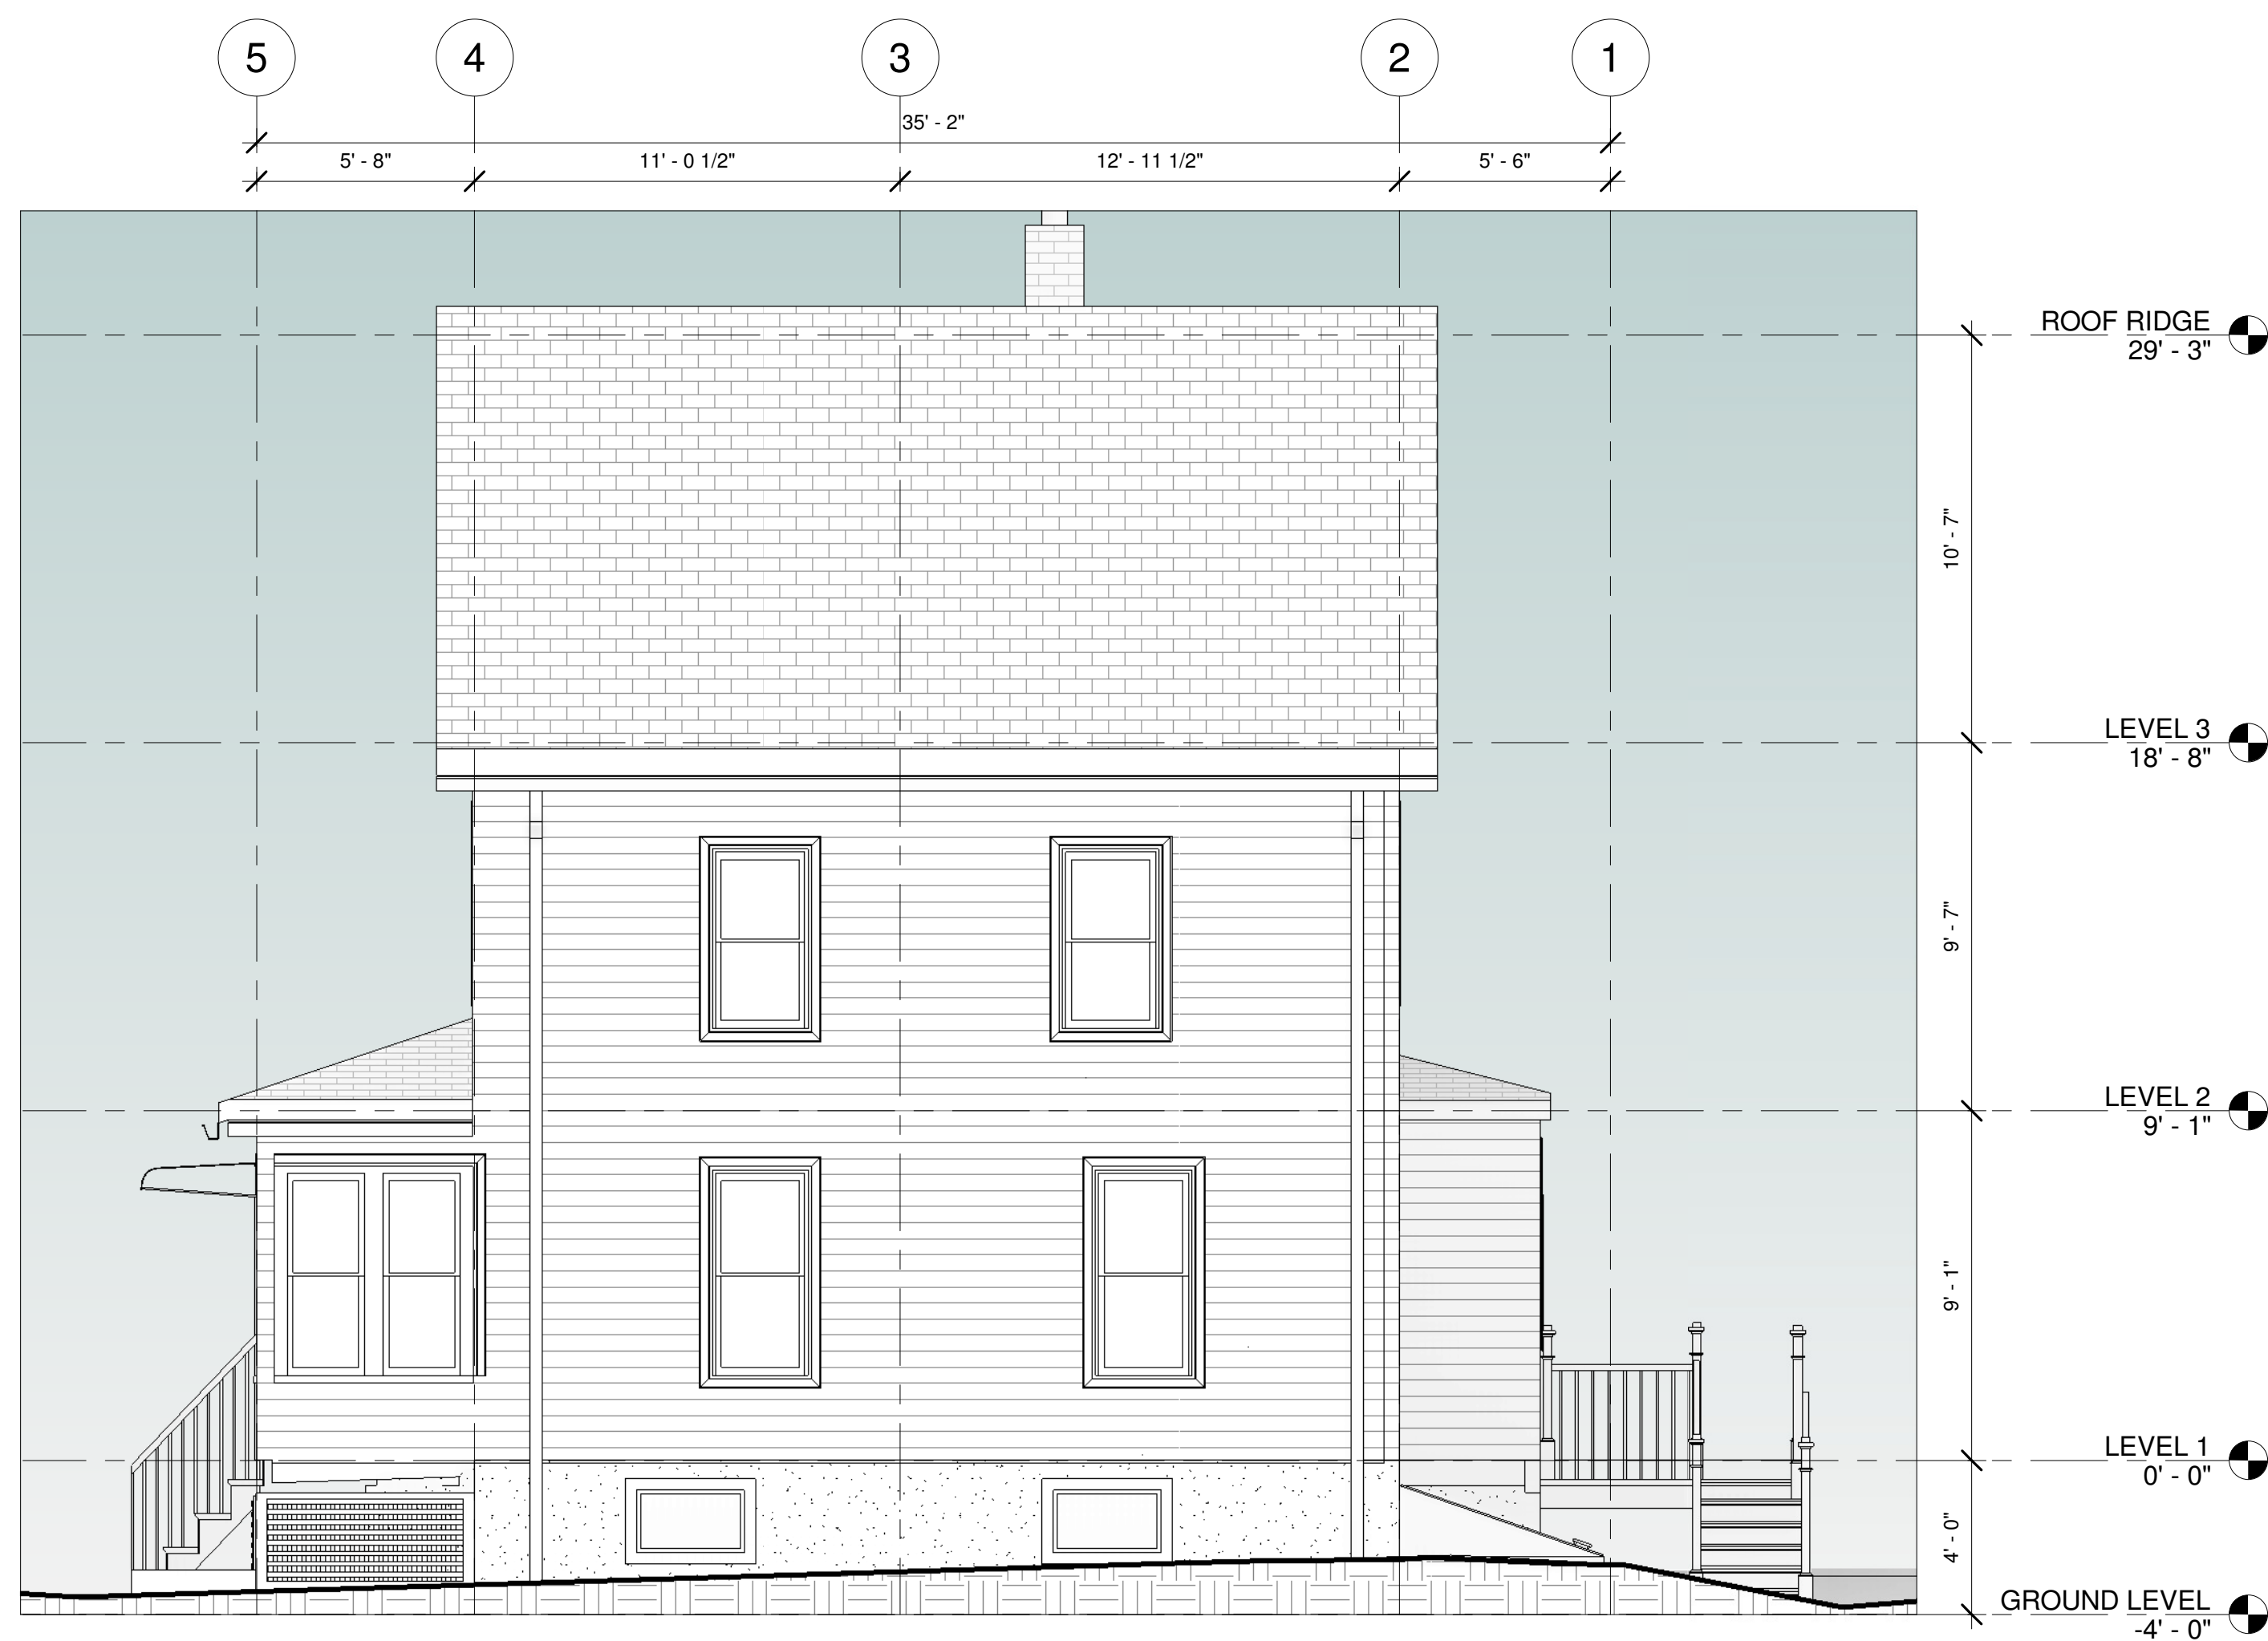 5 4 3 2 1
35' - 2"
5' - 8" 11' - 0 1/2" 12' - 11 1/2" 5' - 6"
ROOF RIDGE
29' - 3"
10' - 7"
LEVEL 3
18' - 8"
9' - 7"
LEVEL 2
9' - 1"
9' - 1"
LEVEL 1
0' - 0"
4' - 0"
GROUND LEVEL
-4' - 0"